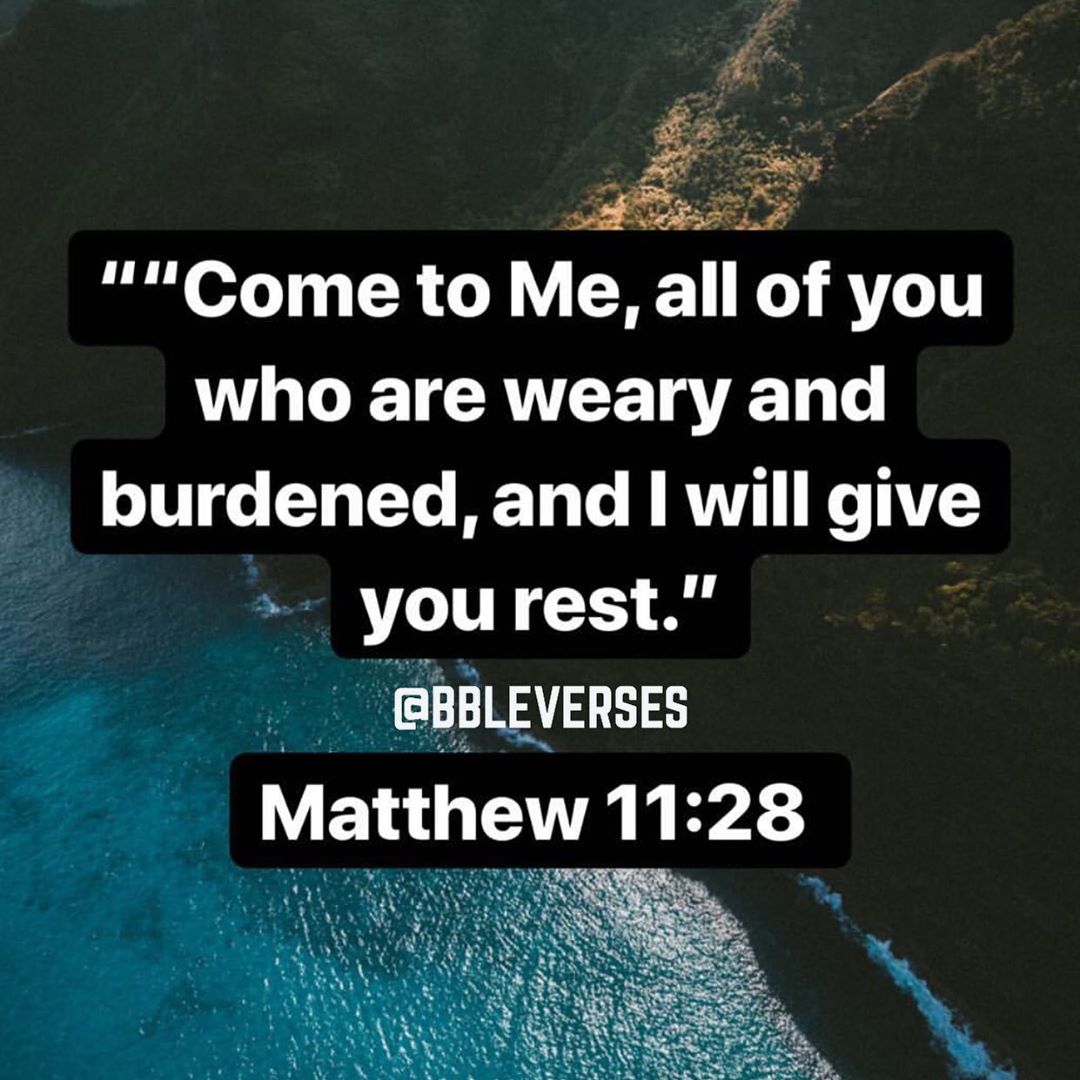 ““"Come to Me, all of you
who are weary and
burdened, and I will give
you rest.”
@BBLEVERSES
Matthew 11:28